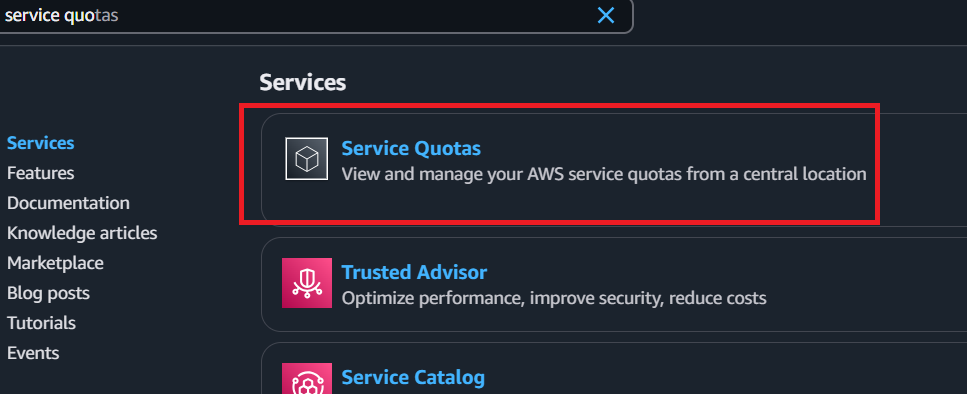 service quotas
Services
Services
Features
Documentation
Knowledge articles
Marketplace
Blog posts
Tutorials
Events
Service Quotas
View and manage your AWS service quotas from a central location
Trusted Advisor
Optimize performance, improve security, reduce costs
Service Catalog